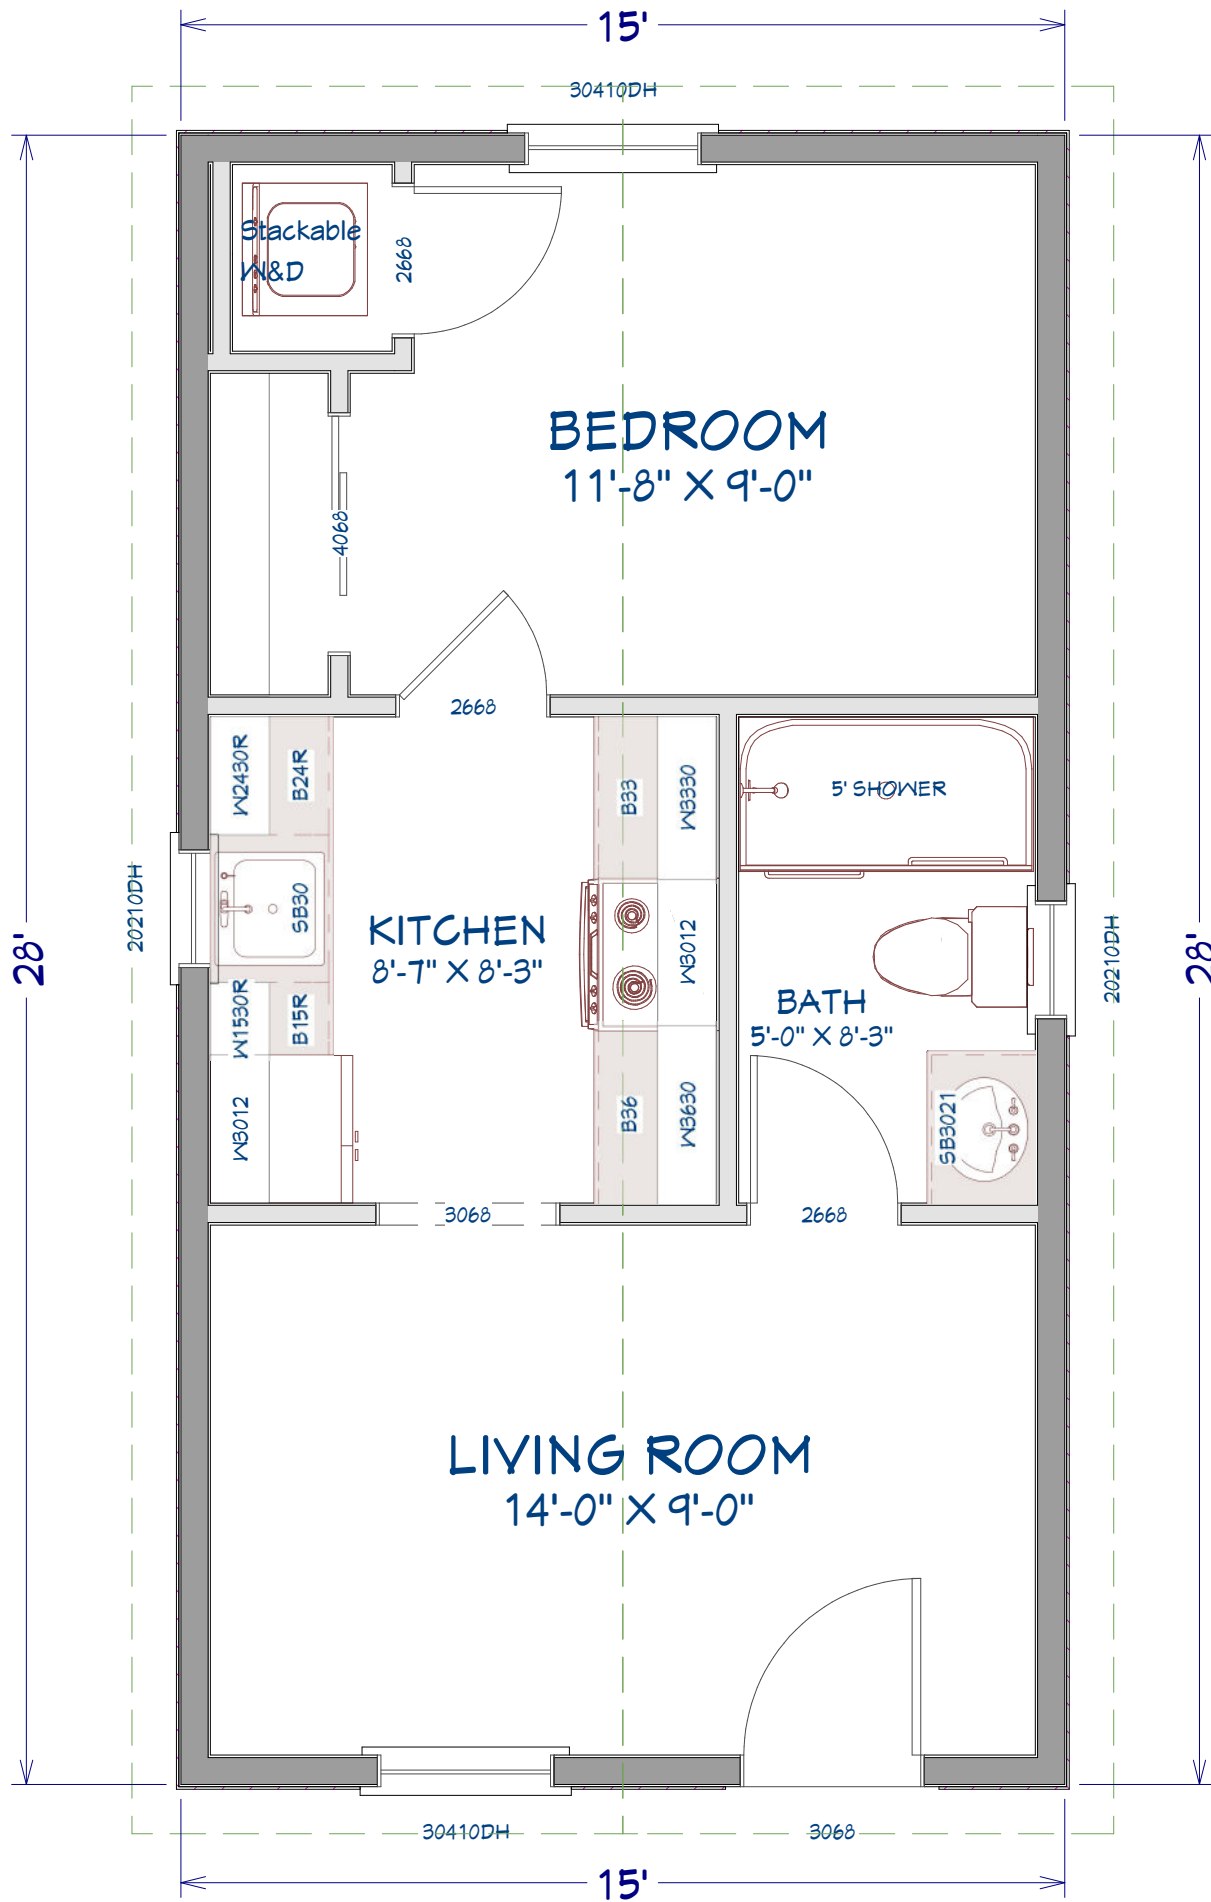 15'
30410DH
Stackable
W&D
2668
BEDROOM
11'-8" X 9'-0"
4068
2668
W2430R
B24R
B33
W3330
5' SHOWER
20210DH
SB30
KITCHEN
8'-7" X 8'-3"
W3012
28'
28'
20210DH
BATH
5'-0" X 8'-3"
W1530R
B15R
W3012
B36
W3630
SB3021
3068
2668
LIVING ROOM
14'-0" X 9'-0"
30410DH
3068
15'